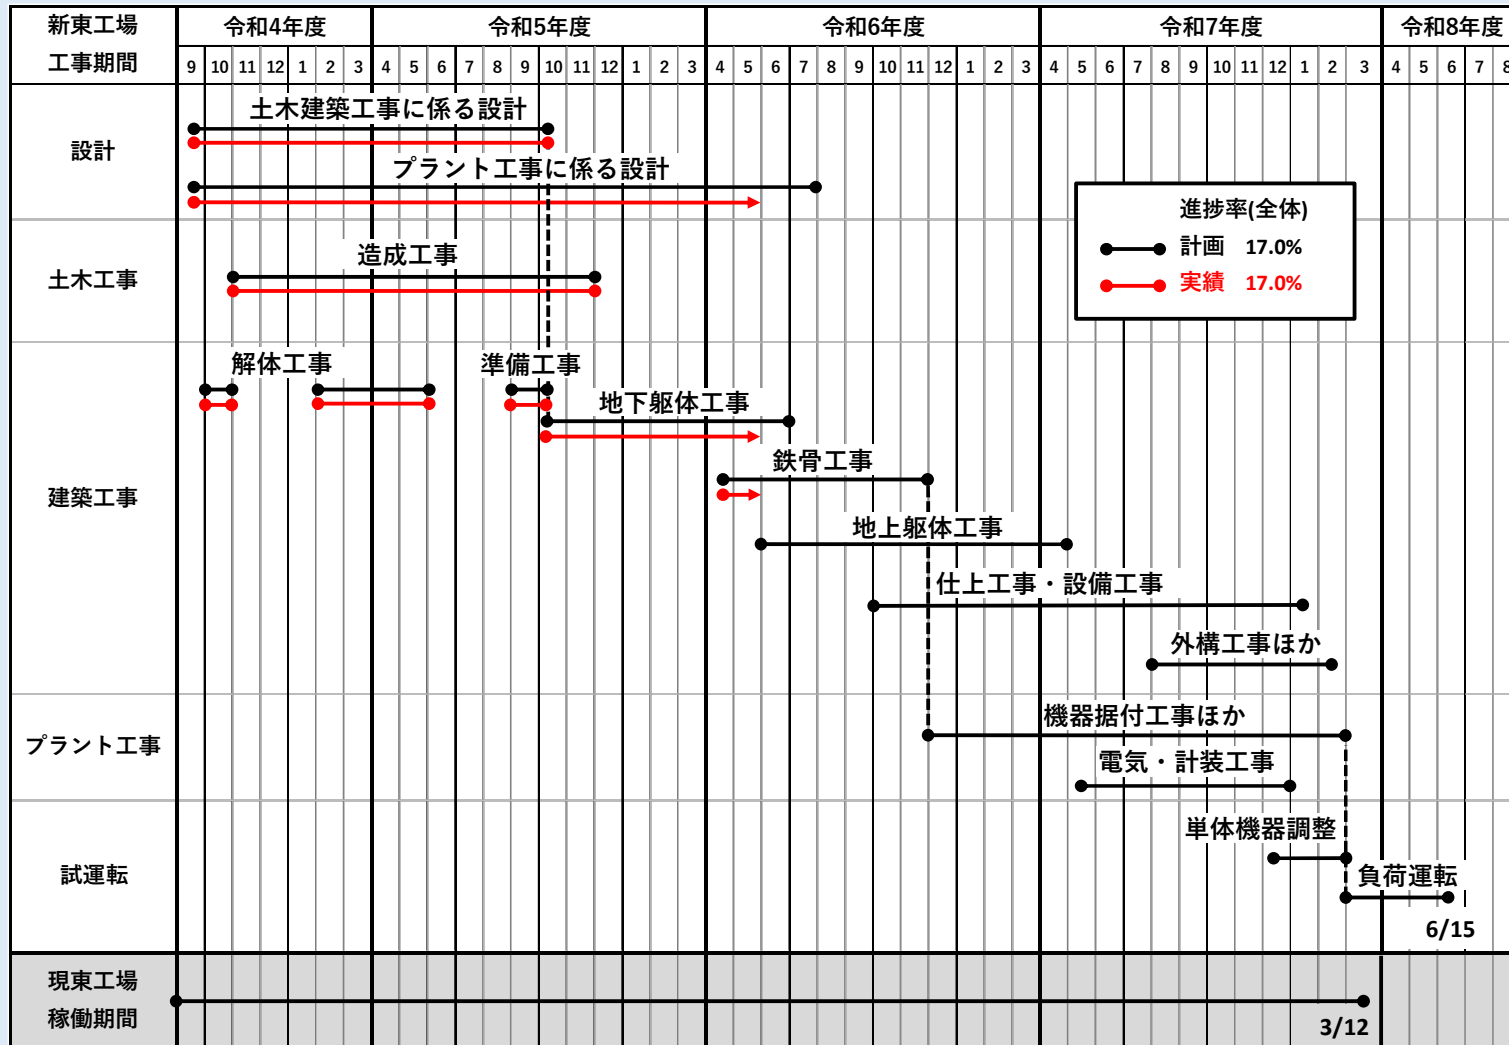 新東工場
工事期間
令和4年度 令和5年度 令和6年度 令和7年度 令和8年度
9 10 11 12 1 2 3 4 5 6 7 8 9 10 11 12 1 2 3 4 5 6 7 8 9 10 11 12 1 2 3 4 5 6 7 8 9 10 11 12 1 2 3 4 5 6 7 8
設計
土木建築工事に係る設計
プラント工事に係る設計
進捗率(全体)
計画 17.0%
実績 17.0%
土木工事
造成工事
建築工事
解体工事
準備工事
地下躯体工事
鉄骨工事
地上躯体工事
仕上工事・設備工事
外構工事ほか
プラント工事
機器据付工事ほか
電気・計装工事
試運転
単体機器調整
負荷運転
6/15
現東工場
稼働期間
3/12